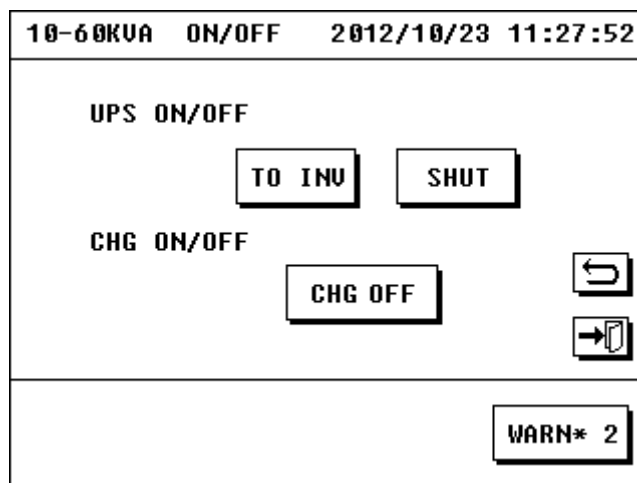 10-60KVA ON/OFF 2012/10/23 11:27:52
UPS ON/OFF
TO INV SHUT
CHG ON/OFF
CHG OFF
WARN* 2